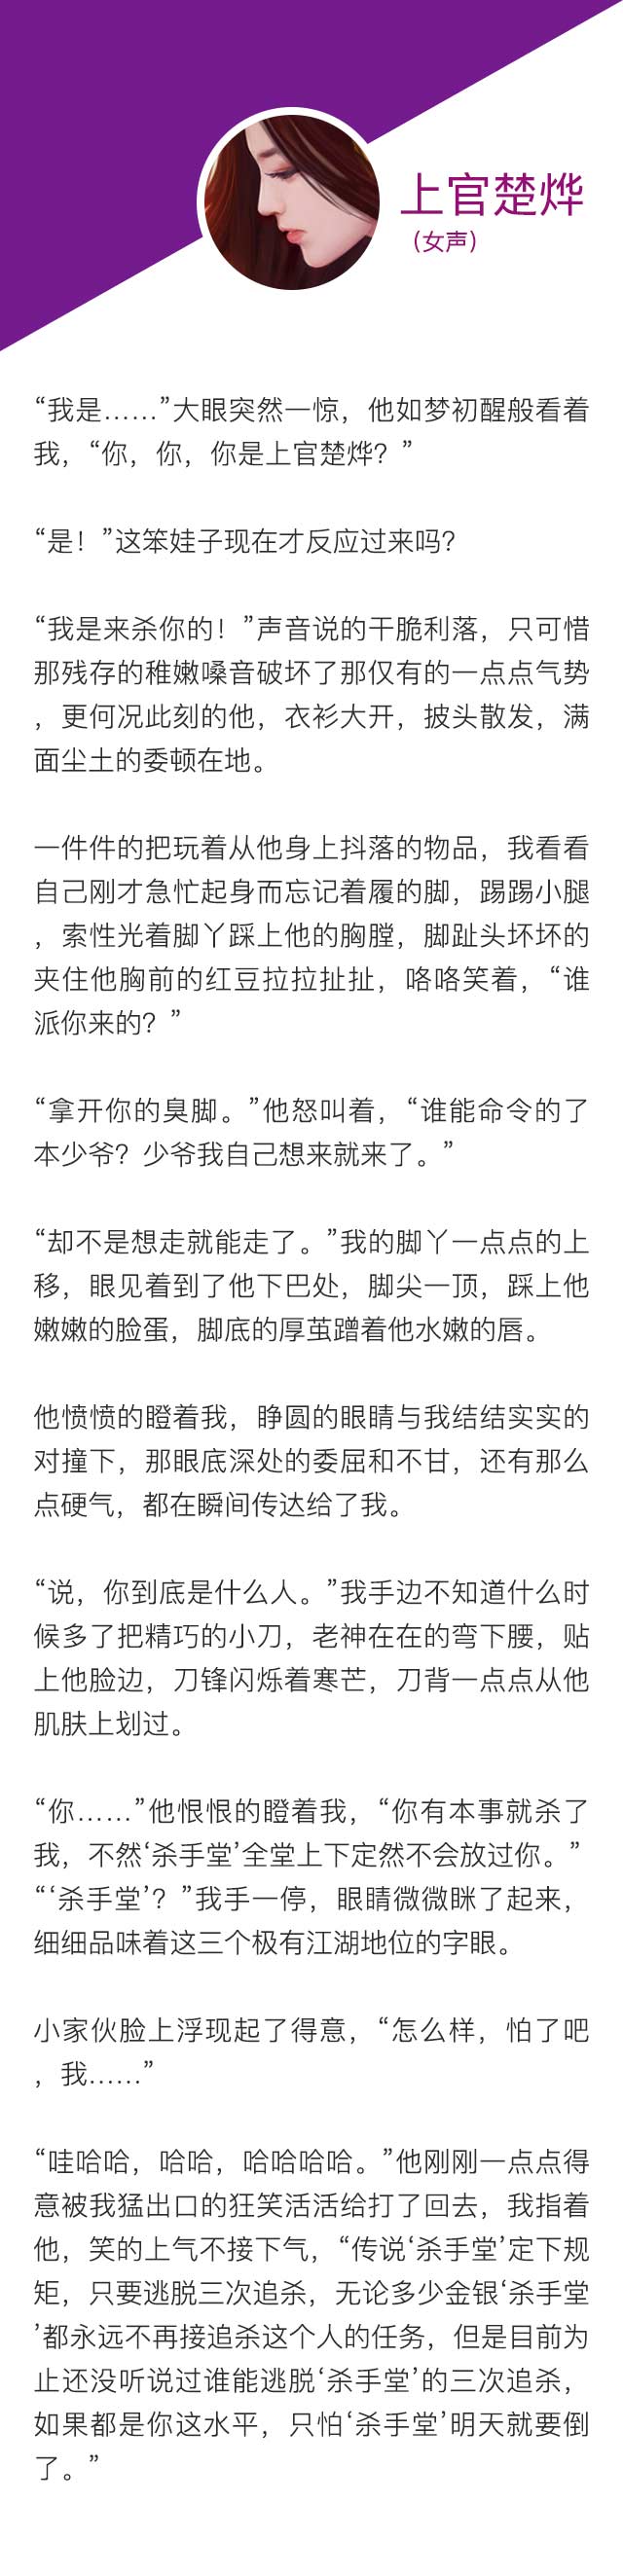 上官楚烨
（女声）
“我是……”大眼突然一惊，他如梦初醒般看着
我，“你，你，你是上官楚烨？”
“是！”这笨娃子现在才反应过来吗？
“我是来杀你的！”声音说的干脆利落，只可惜
那残存的稚嫩嗓音破坏了那仅有的一点点气势
，更何况此刻的他，衣衫大开，披头散发，满
面尘土的委顿在地。
一件件的把玩着从他身上抖落的物品，我看看
自己刚才急忙起身而忘记着履的脚，踢踢小腿
，索性光着脚丫踩上他的胸膛，脚趾头坏坏的
夹住他胸前的红豆拉拉扯扯，咯咯笑着，“谁
派你来的？”
“拿开你的臭脚。”他怒叫着，“谁能命令的了
本少爷？少爷我自己想来就来了。”
“却不是想走就能走了。”我的脚丫一点点的上
移，眼见着到了他下巴处，脚尖一顶，踩上他
嫩嫩的脸蛋，脚底的厚茧蹭着他水嫩的唇。
他愤愤的瞪着我，睁圆的眼睛与我结结实实的
对撞下，那眼底深处的委屈和不甘，还有那么
点硬气，都在瞬间传达给了我。
“说，你到底是什么人。”我手边不知道什么时
候多了把精巧的小刀，老神在在的弯下腰，贴
上他脸边，刀锋闪烁着寒芒，刀背一点点从他
肌肤上划过。
“你……”他恨恨的瞪着我，“你有本事就杀了
我，不然‘杀手堂’全堂上下定然不会放过你。”
“‘杀手堂’？”我手一停，眼睛微微眯了起来，
细细品味着这三个极有江湖地位的字眼。
小家伙脸上浮现起了得意，“怎么样，怕了吧
，我……”
“哇哈哈，哈哈，哈哈哈哈。”他刚刚一点点得
意被我猛出口的狂笑活活给打了回去，我指着
他，笑的上气不接下气，“传说‘杀手堂’定下规
矩，只要逃脱三次追杀，无论多少金银‘杀手堂
’都永远不再接追杀这个人的任务，但是目前为
止还没听说过谁能逃脱‘杀手堂’的三次追杀，
如果都是你这水平，只怕‘杀手堂’明天就要倒
了。”